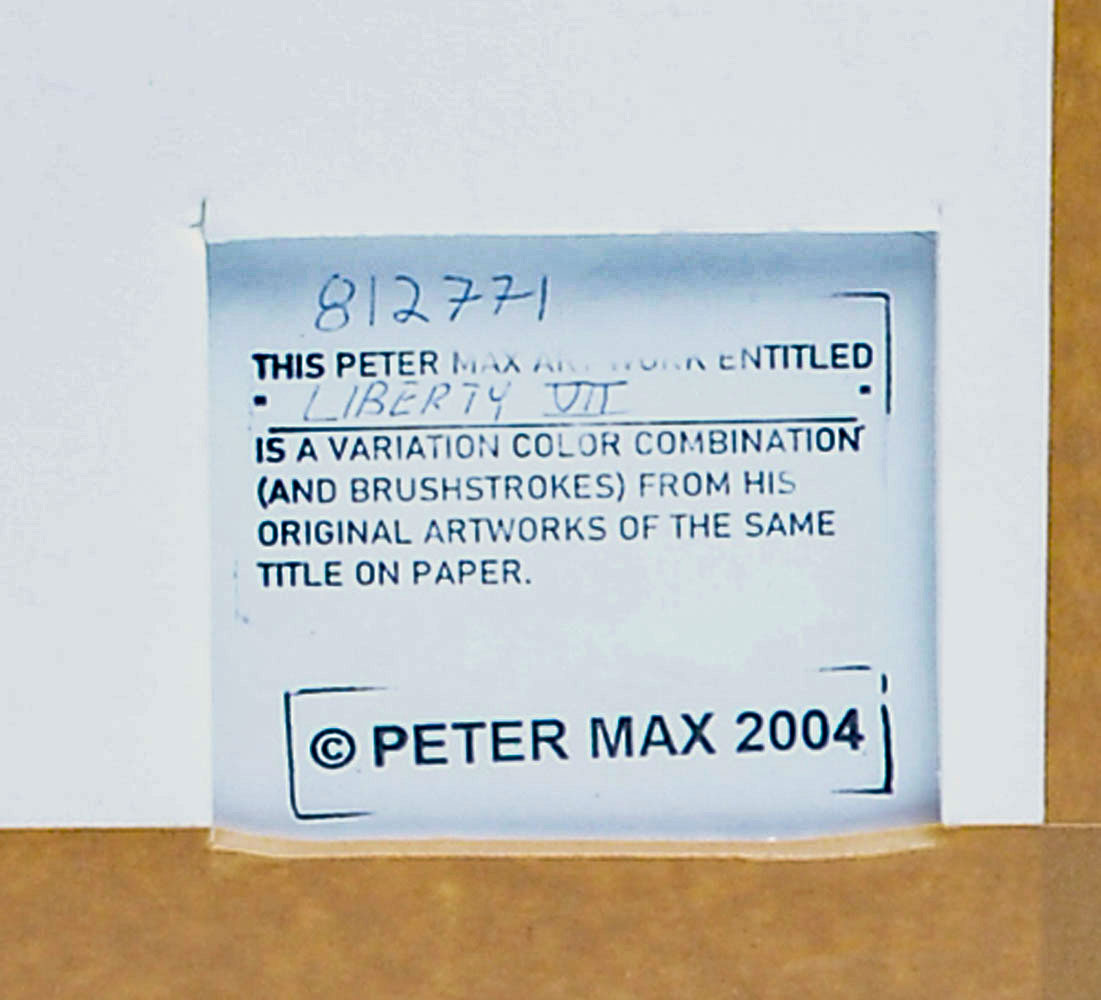 812771
THIS PETER MAX ARTWORK ENTITLED
" LIBERTY VII "
IS A VARIATION COLOR COMBINATION
(AND BRUSHSTROKES) FROM HIS
ORIGINAL ARTWORKS OF THE SAME
TITLE ON PAPER.
© PETER MAX 2004